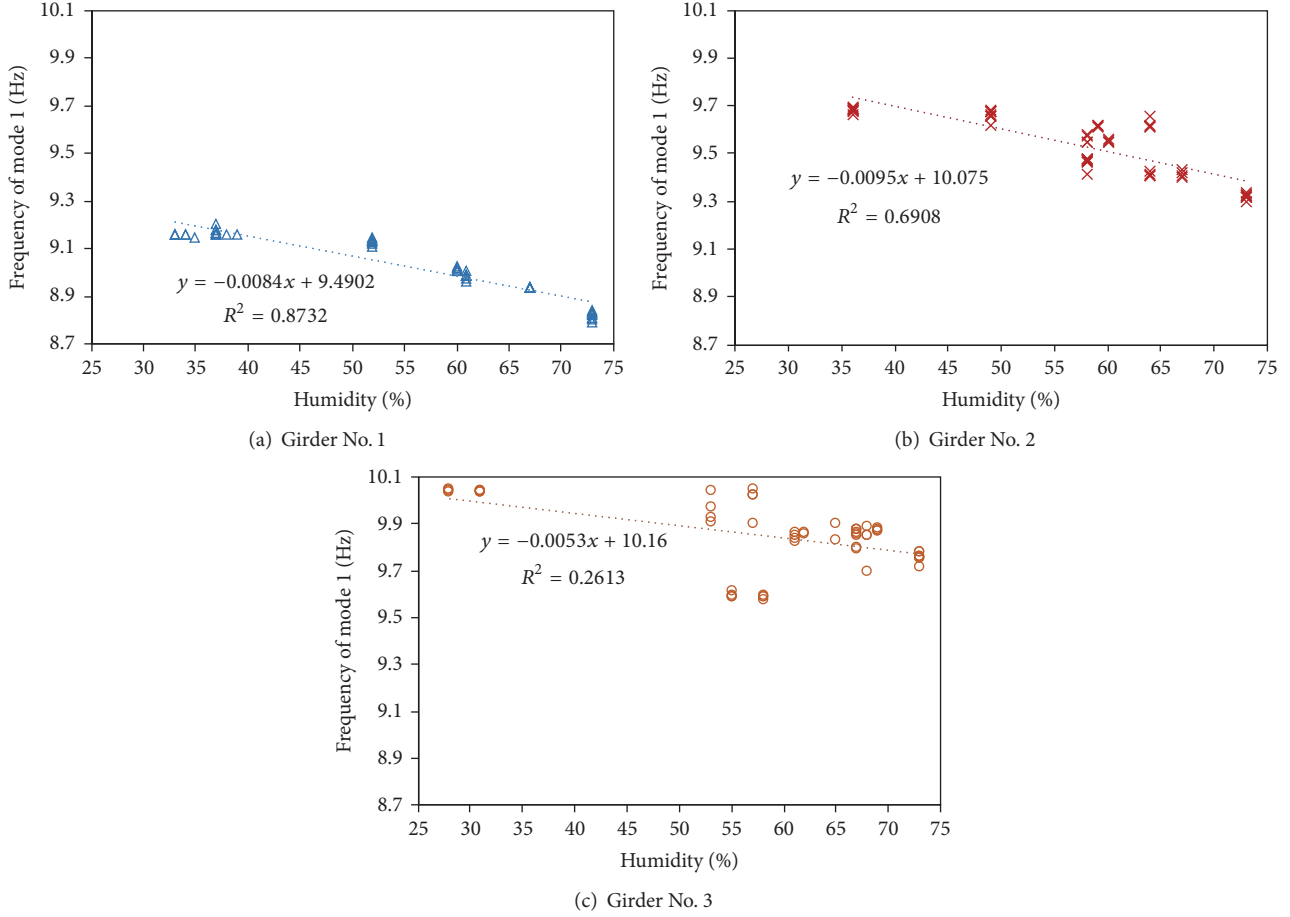 10.1
9.9
9.7
9.5
9.3
9.1
8.9
8.7
Frequency of mode 1 (Hz)
y = −0.0084x + 9.4902
R² = 0.8732
25 30 35 40 45 50 55 60 65 70 75
Humidity (%)
(a) Girder No. 1
10.1
9.9
9.7
9.5
9.3
9.1
8.9
8.7
Frequency of mode 1 (Hz)
y = −0.0095x + 10.075
R² = 0.6908
25 30 35 40 45 50 55 60 65 70 75
Humidity (%)
(b) Girder No. 2
10.1
9.9
9.7
9.5
9.3
9.1
8.9
8.7
Frequency of mode 1 (Hz)
y = −0.0053x + 10.16
R² = 0.2613
25 30 35 40 45 50 55 60 65 70 75
Humidity (%)
(c) Girder No. 3